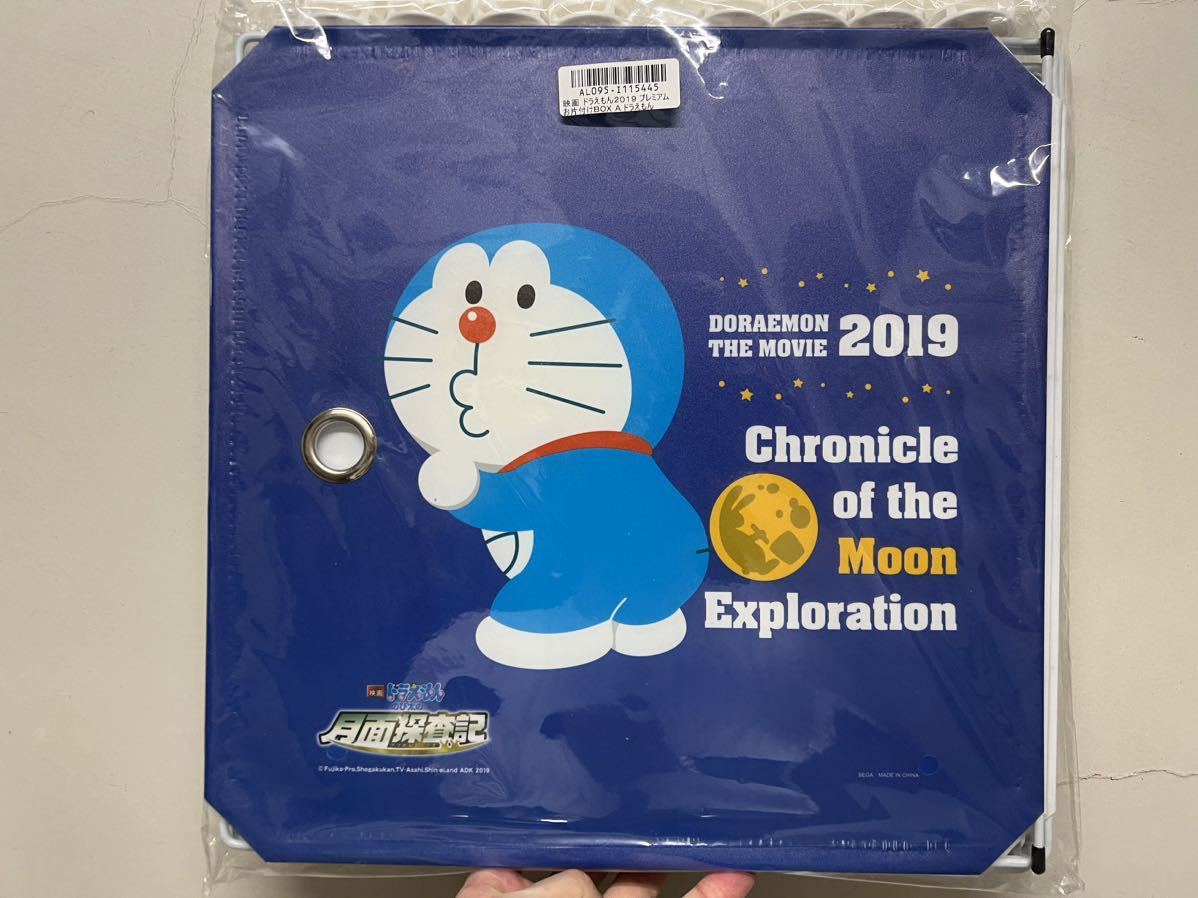 AL095-I115445
映画 ドラえもん2019 プレミアム
お片付けBOX A ドラえもん
DORAEMON
THE MOVIE 2019
Chronicle
of the
Moon
Exploration
映画 ドラえもん
のび太の
月面探査記
©Fujiko-Pro,Shogakukan,TV-Asahi,Shin-ei,and ADK 2019
SEGA MADE IN CHINA